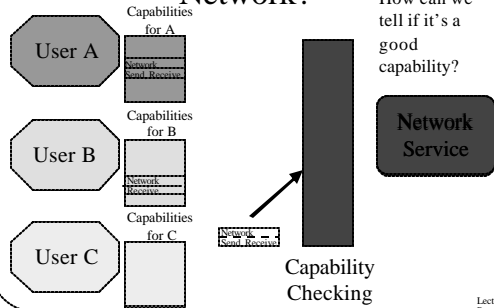 Network?
How can we
tell if it's a
good
capability?
Capabilities
for A
User A
Network
Send, Receive
Capabilities
for B
User B
Network
Receive
Network
Service
Capabilities
for C
User C
Network
Send, Receive
Capability
Checking
Lect